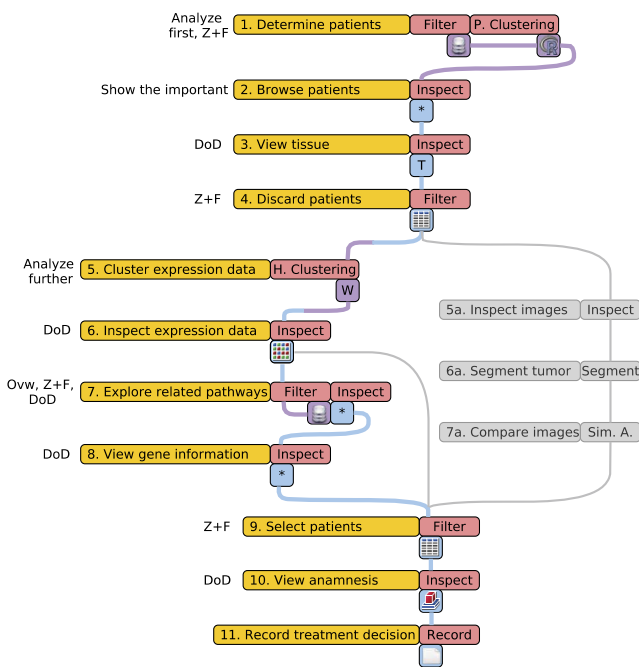 Analyze
first, Z+F
1. Determine patients
Filter
P. Clustering
R
Show the important
2. Browse patients
Inspect
*
DoD
3. View tissue
Inspect
T
Z+F
4. Discard patients
Filter
Analyze
further
5. Cluster expression data
H. Clustering
W
5a. Inspect images
Inspect
DoD
6. Inspect expression data
Inspect
6a. Segment tumor
Segment
Ovw, Z+F,
DoD
7. Explore related pathways
Filter
Inspect
*
7a. Compare images
Sim. A.
DoD
8. View gene information
Inspect
*
Z+F
9. Select patients
Filter
DoD
10. View anamnesis
Inspect
11. Record treatment decision
Record